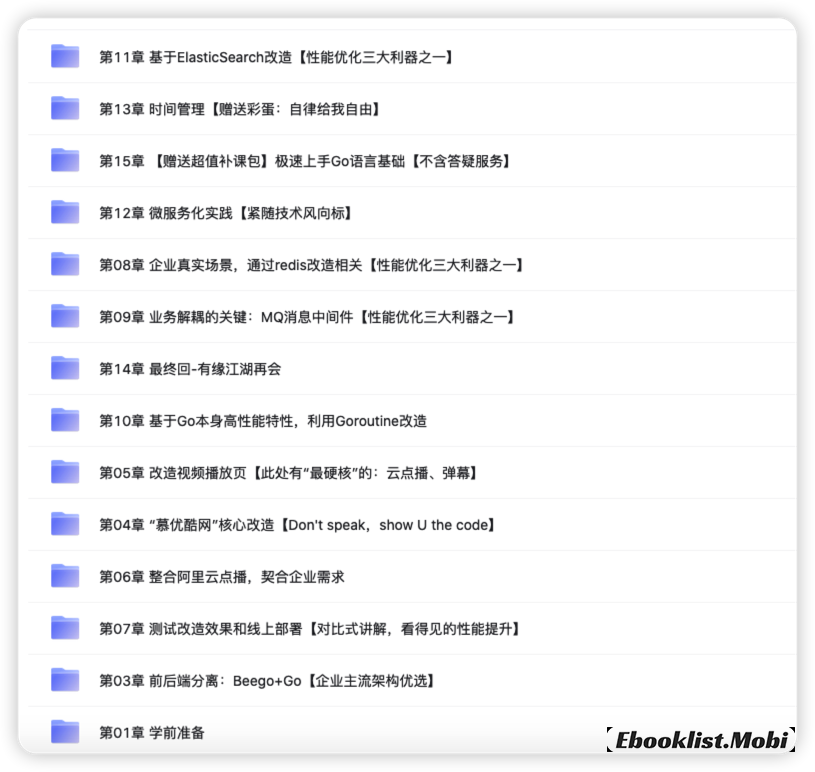 第11章 基于ElasticSearch改造【性能优化三大利器之一】
第13章 时间管理【赠送彩蛋：自律给我自由】
第15章 【赠送超值补课包】极速上手Go语言基础【不含答疑服务】
第12章 微服务化实践【紧随技术风向标】
第08章 企业真实场景，通过redis改造相关【性能优化三大利器之一】
第09章 业务解耦的关键：MQ消息中间件【性能优化三大利器之一】
第14章 最终回-有缘江湖再会
第10章 基于Go本身高性能特性，利用Goroutine改造
第05章 改造视频播放页【此处有“最硬核”的：云点播、弹幕】
第04章 “慕优酷网”核心改造【Don't speak，show U the code】
第06章 整合阿里云点播，契合企业需求
第07章 测试改造效果和线上部署【对比式讲解，看得见的性能提升】
第03章 前后端分离：Beego+Go【企业主流架构优选】
第01章 学前准备
【Ebooklist.Mobi】